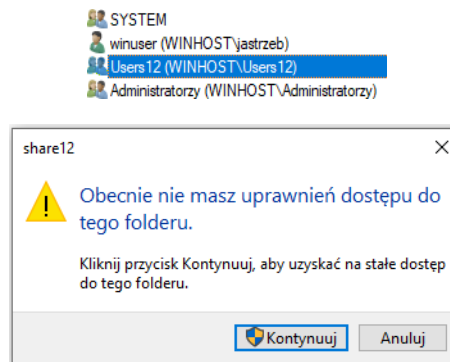 SYSTEM
winuser (WINHOST\jastrzeb)
Users12 (WINHOST\Users12)
Administratorzy (WINHOST\Administratorzy)
share12
Obecnie nie masz uprawnień dostępu do
tego folderu.
Kliknij przycisk Kontynuuj, aby uzyskać na stałe dostęp
do tego folderu.
Kontynuuj Anuluj